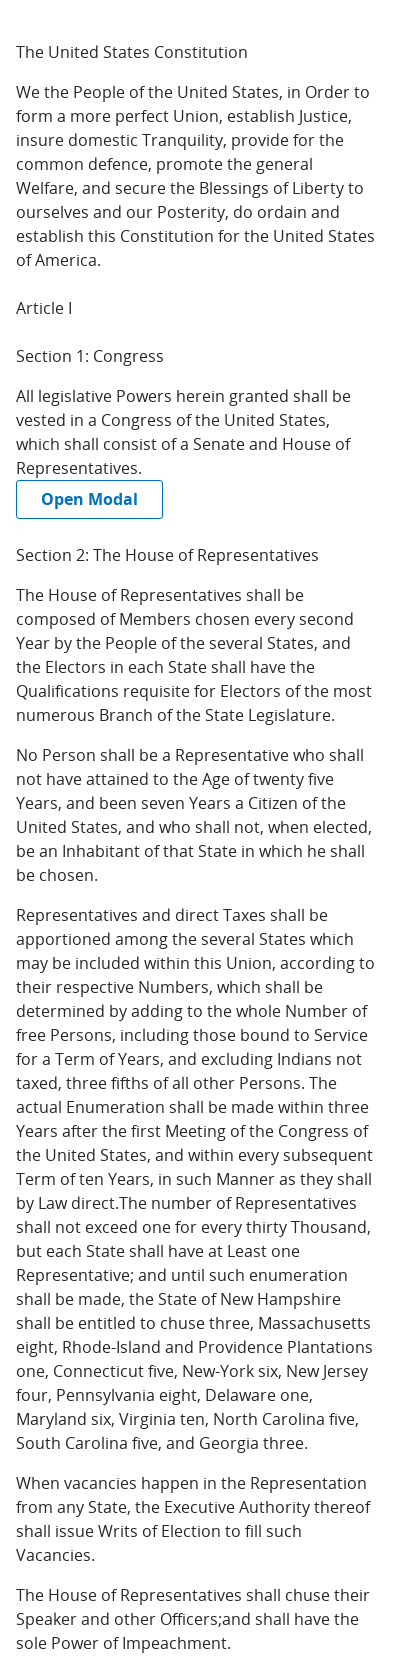 The United States Constitution
We the People of the United States, in Order to
form a more perfect Union, establish Justice,
insure domestic Tranquility, provide for the
common defence, promote the general
Welfare, and secure the Blessings of Liberty to
ourselves and our Posterity, do ordain and
establish this Constitution for the United States
of America.
Article I
Section 1: Congress
All legislative Powers herein granted shall be
vested in a Congress of the United States,
which shall consist of a Senate and House of
Representatives.
Open Modal
Section 2: The House of Representatives
The House of Representatives shall be
composed of Members chosen every second
Year by the People of the several States, and
the Electors in each State shall have the
Qualifications requisite for Electors of the most
numerous Branch of the State Legislature.
No Person shall be a Representative who shall
not have attained to the Age of twenty five
Years, and been seven Years a Citizen of the
United States, and who shall not, when elected,
be an Inhabitant of that State in which he shall
be chosen.
Representatives and direct Taxes shall be
apportioned among the several States which
may be included within this Union, according to
their respective Numbers, which shall be
determined by adding to the whole Number of
free Persons, including those bound to Service
for a Term of Years, and excluding Indians not
taxed, three fifths of all other Persons. The
actual Enumeration shall be made within three
Years after the first Meeting of the Congress of
the United States, and within every subsequent
Term of ten Years, in such Manner as they shall
by Law direct.The number of Representatives
shall not exceed one for every thirty Thousand,
but each State shall have at Least one
Representative; and until such enumeration
shall be made, the State of New Hampshire
shall be entitled to chuse three, Massachusetts
eight, Rhode-Island and Providence Plantations
one, Connecticut five, New-York six, New Jersey
four, Pennsylvania eight, Delaware one,
Maryland six, Virginia ten, North Carolina five,
South Carolina five, and Georgia three.
When vacancies happen in the Representation
from any State, the Executive Authority thereof
shall issue Writs of Election to fill such
Vacancies.
The House of Representatives shall chuse their
Speaker and other Officers;and shall have the
sole Power of Impeachment.